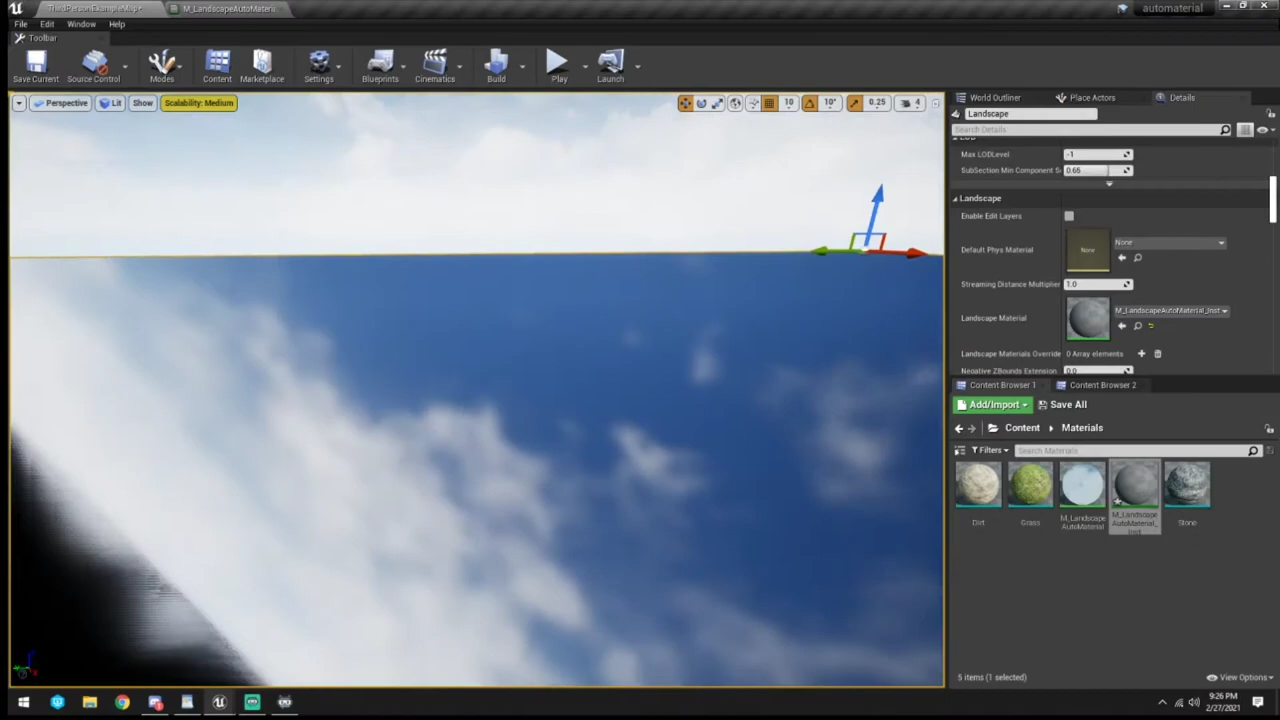 ThirdPersonExampleMap*
M_LandscapeAutoMateri
automaterial
File Edit Window Help
Toolbar
Save Current Source Control Modes Content Marketplace Settings Blueprints Cinematics Build Play Launch
Perspective Lit Show Scalability: Medium 10 10° 0.25 4
World Outliner Place Actors Details
Landscape
Search Details
LOD
Max LODLevel -1
SubSection Min Component S 0.65
Landscape
Enable Edit Layers
Default Phys Material None None
Streaming Distance Multiplier 1.0
Landscape Material M_LandscapeAutoMaterial_Inst
Landscape Materials Override 0 Array elements
Negative ZBounds Extension 0.0
Content Browser 1 Content Browser 2
Add/Import Save All
Content Materials
Filters Search Materials
Dirt
Grass
M_Landscape
AutoMaterial
M_Landscape
AutoMaterial_
Inst
Stone
5 items (1 selected) View Options
9:26 PM
2/27/2021